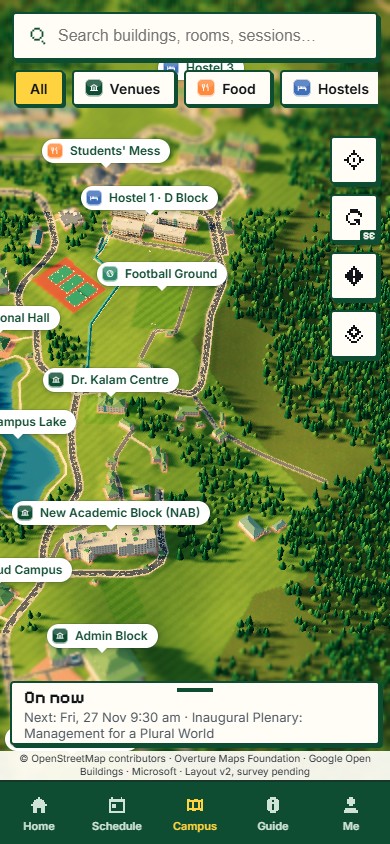 Search buildings, rooms, sessions...
Hostel 3
All
Venues
Food
Hostels
Students' Mess
Hostel 1 · D Block
SE
Football Ground
onal Hall
Dr. Kalam Centre
ampus Lake
New Academic Block (NAB)
ud Campus
Admin Block
On now
Next: Fri, 27 Nov 9:30 am · Inaugural Plenary:
Management for a Plural World
© OpenStreetMap contributors · Overture Maps Foundation · Google Open
Buildings · Microsoft · Layout v2, survey pending
Home
Schedule
Campus
Guide
Me